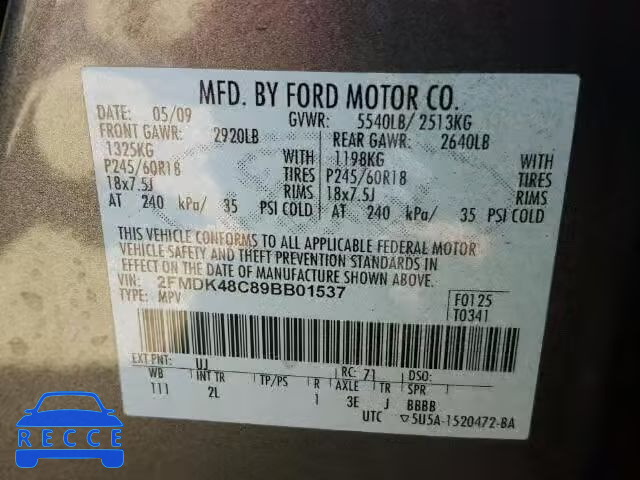 MFD. BY FORD MOTOR CO.
DATE: 05/09 GVWR: 5540LB/ 2513KG
FRONT GAWR: 2920LB REAR GAWR: 2640LB
1325KG WITH 1198KG WITH
P245/60R18 TIRES P245/60R18 TIRES
18x7.5J RIMS 18x7.5J RIMS
AT 240 kPa/ 35 PSI COLD AT 240 kPa/ 35 PSI COLD
THIS VEHICLE CONFORMS TO ALL APPLICABLE FEDERAL MOTOR
VEHICLE SAFETY AND THEFT PREVENTION STANDARDS IN
EFFECT ON THE DATE OF MANUFACTURE SHOWN ABOVE.
VIN: 2FMDK48C89BB01537
TYPE: MPV F0125
T0341
EXT PNT: UJ RC: 71 DSO:
WB INT TR TP/PS R AXLE TR SPR
111 2L 1 3E J BBBB
UTC ▽5U5A-1520472-BA
RECCE